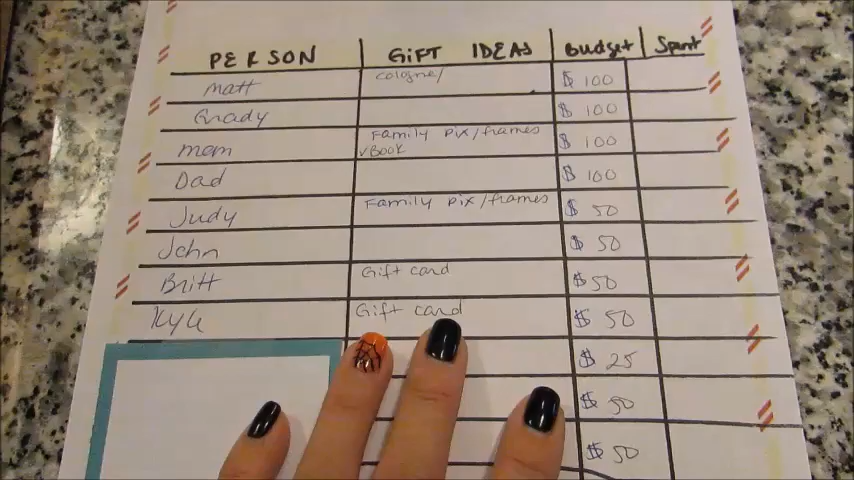 PERSON GIFT IDEAS Budget Spent
Matt cologne/ $ 100
Grady $ 100
mom Family pix/frames $ 100
√Book
Dad $ 100
Judy Family pix/frames $ 50
John $ 50
Britt Gift card $ 50
Kyle Gift card $ 50
$ 25
$ 50
$ 50